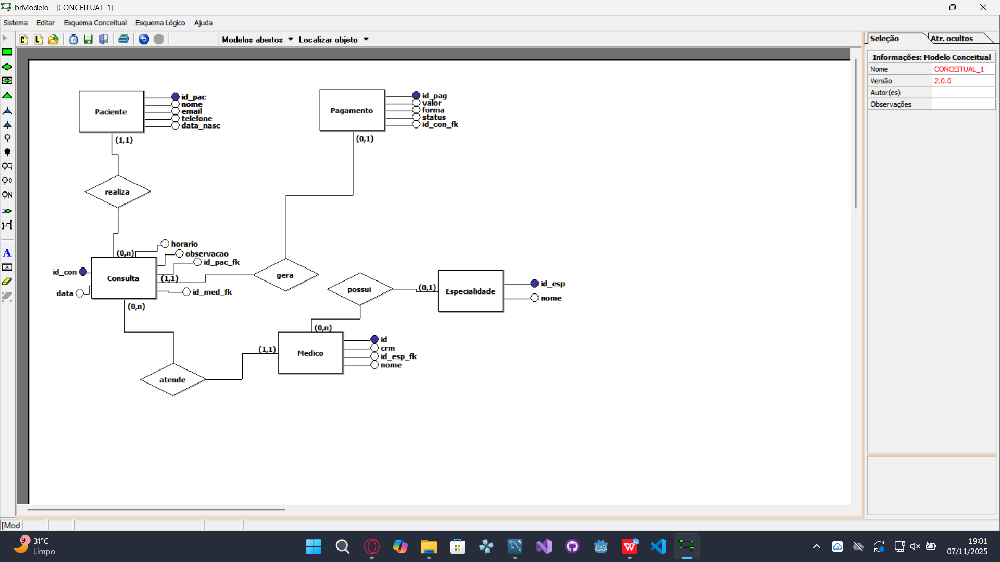 brModelo - [CONCEITUAL_1]
Sistema Editar Esquema Conceitual Esquema Lógico Ajuda
Modelos abertos Localizar objeto
Seleção Atr. ocultos
Informações: Modelo Conceitual
Nome CONCEITUAL_1
Versão 2.0.0
Autor(es)
Observações
Paciente
id_pac
nome
email
telefone
data_nasc
(1,1)
Pagamento
id_pag
valor
forma
status
id_con_fk
(0,1)
realiza
(0,n)
horario
observacao
id_pac_fk
id_con
Consulta
(1,1)
data
id_med_fk
(0,n)
gera
possui
(0,1)
Especialidade
id_esp
nome
(0,n)
(1,1)
Medico
id
crm
id_esp_fk
nome
atende
[Mod
9+
31°C
Limpo
19:01
07/11/2025